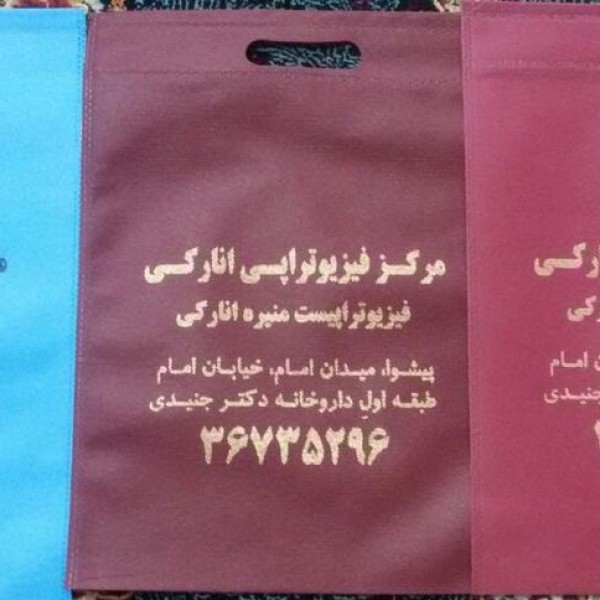 مرکز فیزیوتراپی انارکی
فیزیوتراپیست منیره انارکی
پیشوا، میدان امام، خیابان امام
طبقه اول داروخانه دکتر جنیدی
۳۶۷۳۵۲۹۶